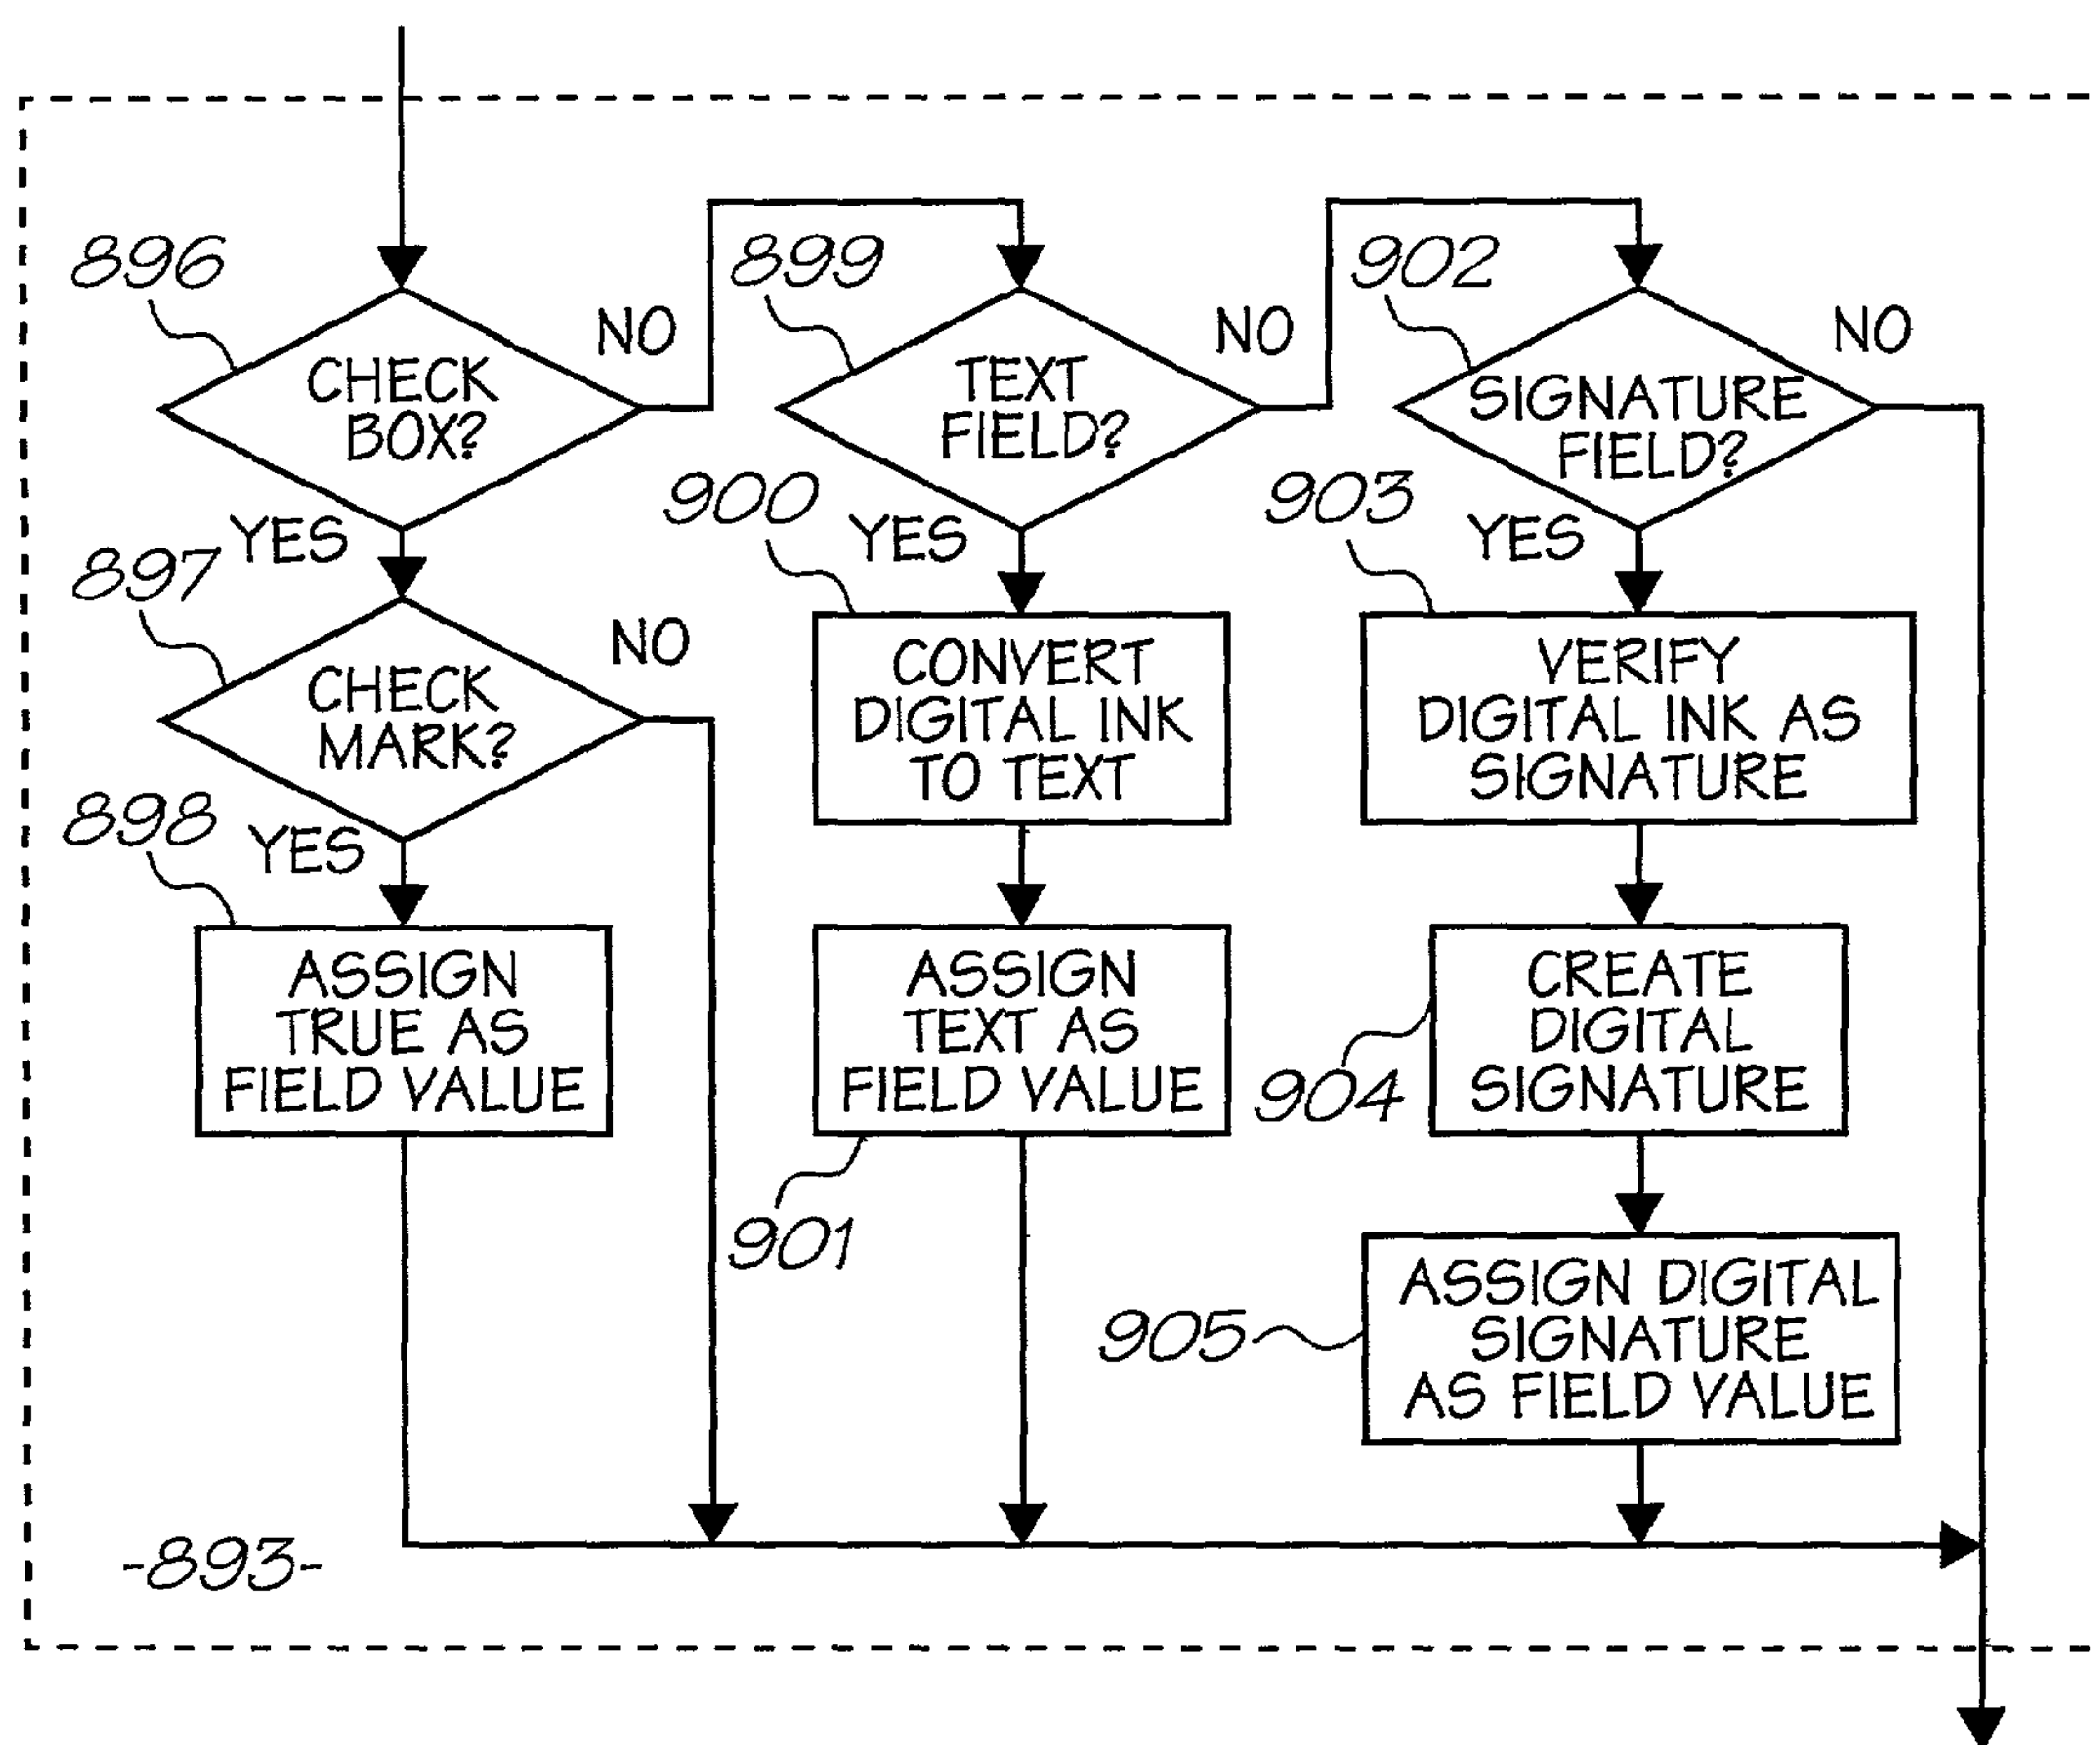 896
CHECK
BOX?
NO
YES
897
CHECK
MARK?
NO
YES
898
ASSIGN
TRUE AS
FIELD VALUE
899
TEXT
FIELD?
NO
YES
900
CONVERT
DIGITAL INK
TO TEXT
ASSIGN
TEXT AS
FIELD VALUE
901
902
SIGNATURE
FIELD?
NO
YES
903
VERIFY
DIGITAL INK AS
SIGNATURE
CREATE
DIGITAL
SIGNATURE
904
ASSIGN DIGITAL
SIGNATURE
AS FIELD VALUE
905
-893-